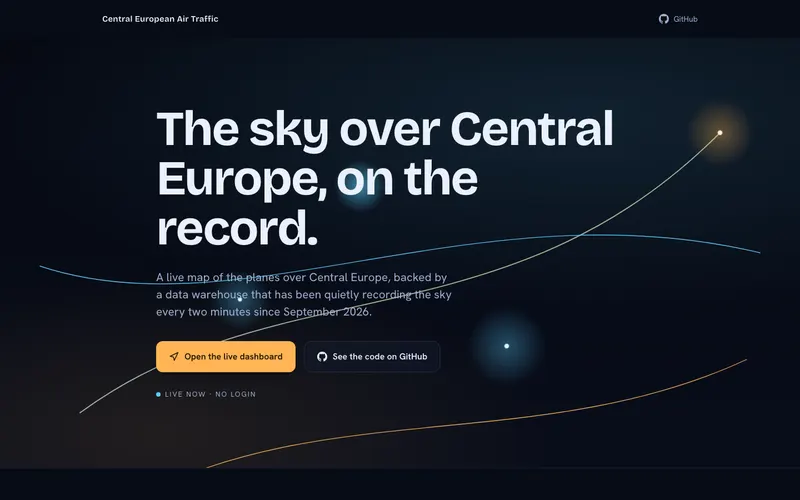 Central European Air Traffic
GitHub
The sky over Central
Europe, on the
record.
A live map of the planes over Central Europe, backed by
a data warehouse that has been quietly recording the sky
every two minutes since September 2026.
Open the live dashboard
See the code on GitHub
LIVE NOW · NO LOGIN